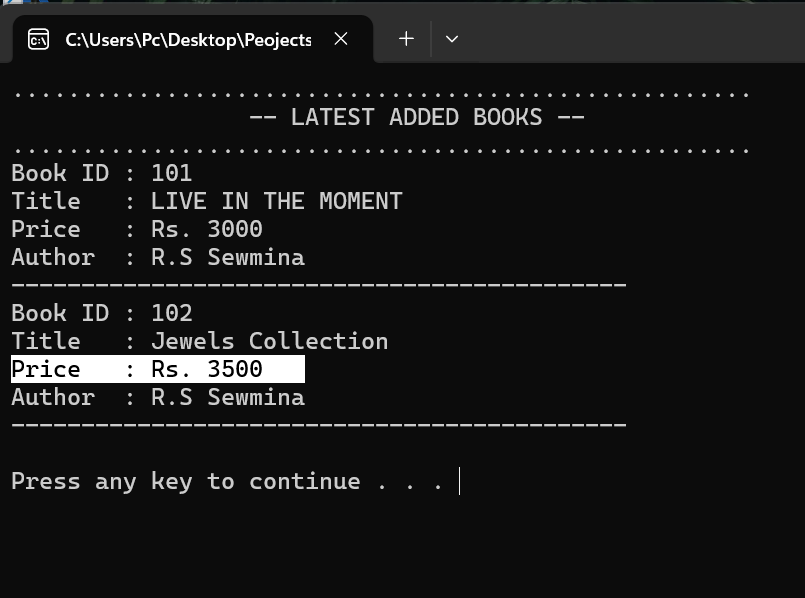 C:\Users\Pc\Desktop\Peojects
.....................................................
-- LATEST ADDED BOOKS --
.....................................................
Book ID : 101
Title   : LIVE IN THE MOMENT
Price   : Rs. 3000
Author  : R.S Sewmina
--------------------------------------------
Book ID : 102
Title   : Jewels Collection
Price   : Rs. 3500
Author  : R.S Sewmina
--------------------------------------------
Press any key to continue . . .